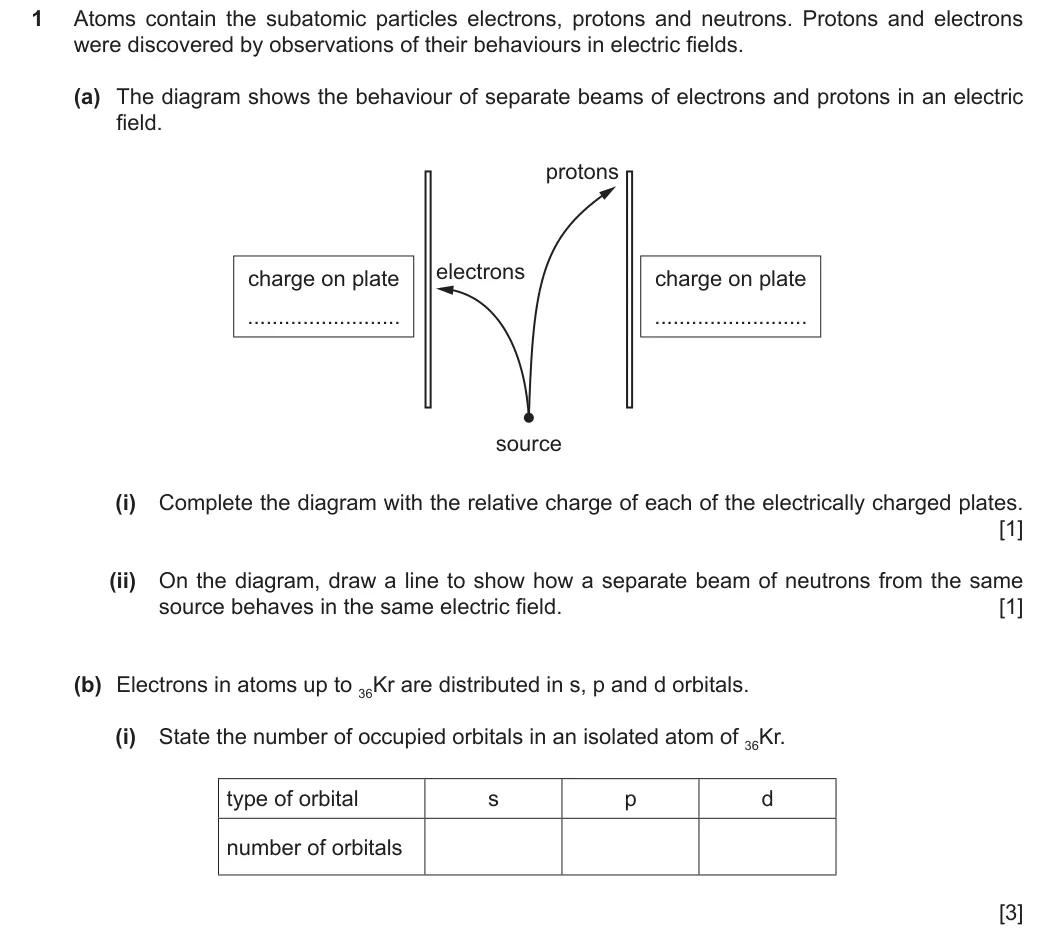 1 Atoms contain the subatomic particles electrons, protons and neutrons. Protons and electrons
were discovered by observations of their behaviours in electric fields.
(a) The diagram shows the behaviour of separate beams of electrons and protons in an electric
field.
protons
charge on plate
.........................
electrons
charge on plate
.........................
source
(i) Complete the diagram with the relative charge of each of the electrically charged plates.
[1]
(ii) On the diagram, draw a line to show how a separate beam of neutrons from the same
source behaves in the same electric field. [1]
(b) Electrons in atoms up to ₃₆Kr are distributed in s, p and d orbitals.
(i) State the number of occupied orbitals in an isolated atom of ₃₆Kr.
type of orbital s p d
number of orbitals
[3]